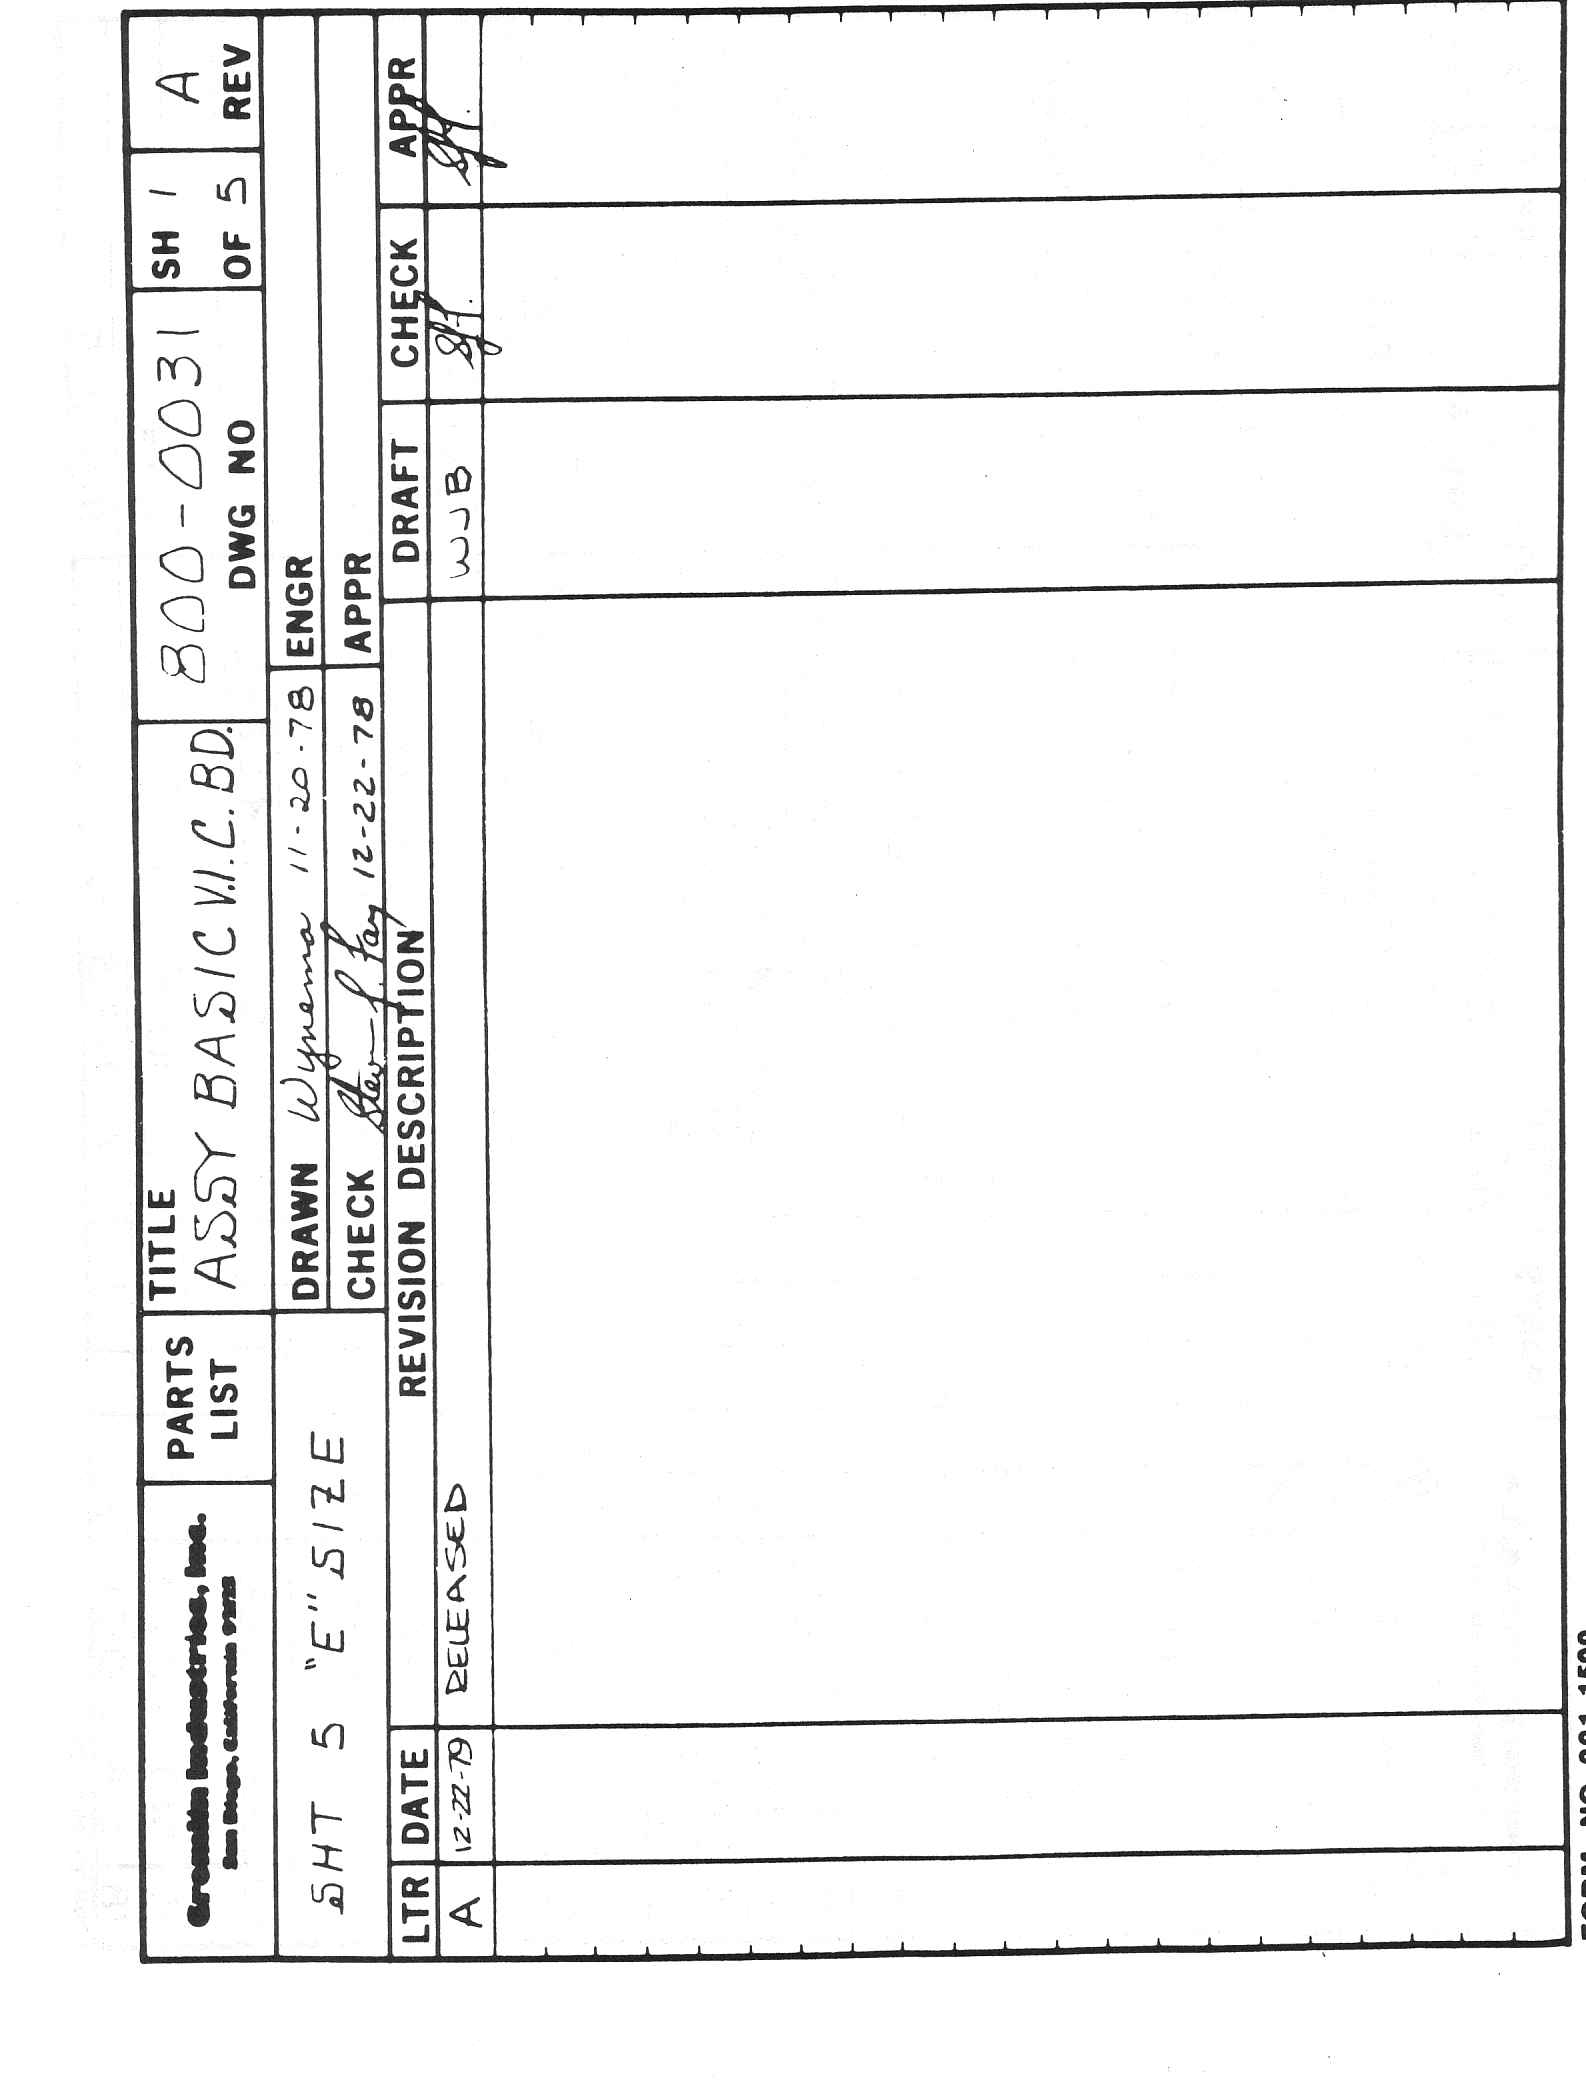 Gremlin Industries, Inc.
San Diego, California
PARTS
LIST
TITLE
ASSY BASIC V.I.C. BD.
800-0031
DWG NO
SH 1
OF 5
A
REV
SHT 5 "E" SIZE
DRAWN Wynema 11-20-78
ENGR
CHECK 12-22-78
APPR
LTR DATE REVISION DESCRIPTION DRAFT CHECK APPR
A 12-22-79 RELEASED WJB